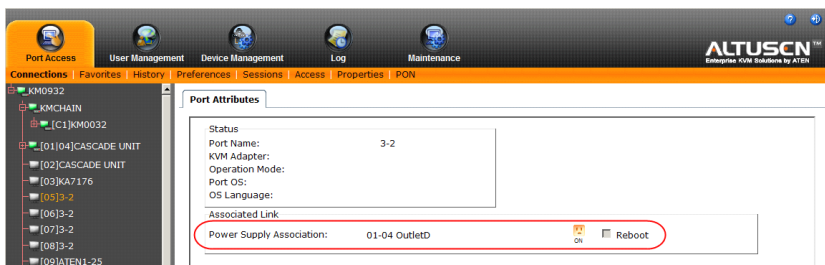 Port Access User Management Device Management Log Maintenance
ALTUSEN™
Enterprise KVM Solutions by ATEN
Connections | Favorites | History | Preferences | Sessions | Access | Properties | PON
KM0932
KMCHAIN
[C1]KM0032
[01|04]CASCADE UNIT
[02]CASCADE UNIT
[03]KA7176
[05]3-2
[06]3-2
[07]3-2
[08]3-2
[09]ATEN1-25
Port Attributes
Status
Port Name: 3-2
KVM Adapter:
Operation Mode:
Port OS:
OS Language:
Associated Link
Power Supply Association: 01-04 OutletD ON Reboot